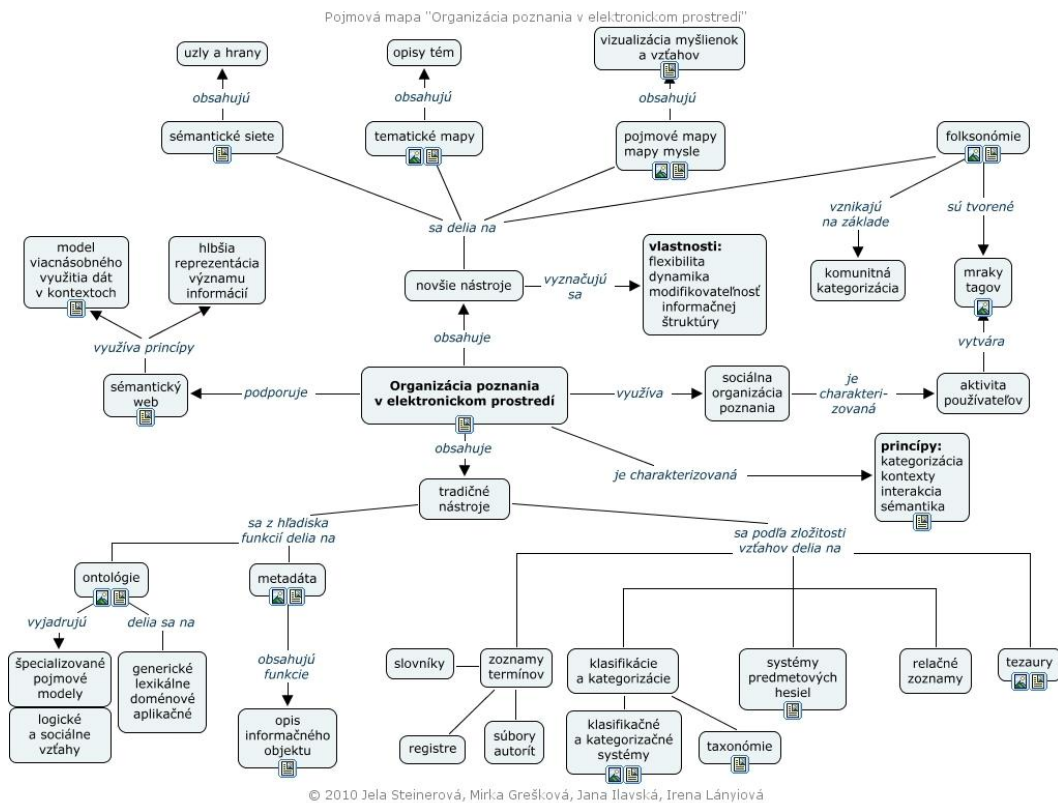 Pojmová mapa "Organizácia poznania v elektronickom prostredí"
uzly a hrany
opisy tém
vizualizácia myšlienok
a vzťahov
obsahujú
obsahujú
obsahujú
sémantické siete
tematické mapy
pojmové mapy
mapy mysle
folksonómie
sa delia na
vznikajú
na základe
sú tvorené
model
viacnásobného
využitia dát
v kontextoch
hlbšia
reprezentácia
významu
informácií
novšie nástroje
vyznačujú
sa
vlastnosti:
flexibilita
dynamika
modifikovateľnosť
informačnej
štruktúry
komunitná
kategorizácia
mraky
tagov
využíva princípy
obsahuje
vytvára
sémantický
web
podporuje
Organizácia poznania
v elektronickom prostredí
využíva
sociálna
organizácia
poznania
je
charakteri-
zovaná
aktivita
používateľov
obsahuje
je charakterizovaná
princípy:
kategorizácia
kontexty
interakcia
sémantika
tradičné
nástroje
sa z hľadiska
funkcií delia na
sa podľa zložitosti
vzťahov delia na
ontológie
metadáta
vyjadrujú
delia sa na
obsahujú
funkcie
špecializované
pojmové
modely
logické
a sociálne
vzťahy
generické
lexikálne
doménové
aplikačné
opis
informačného
objektu
slovníky
zoznamy
termínov
klasifikácie
a kategorizácie
systémy
predmetových
hesiel
relačné
zoznamy
tezaury
registre
súbory
autorít
klasifikačné
a kategorizačné
systémy
taxonómie
© 2010 Jela Steinerová, Mirka Grešková, Jana Ilavská, Irena Lányiová